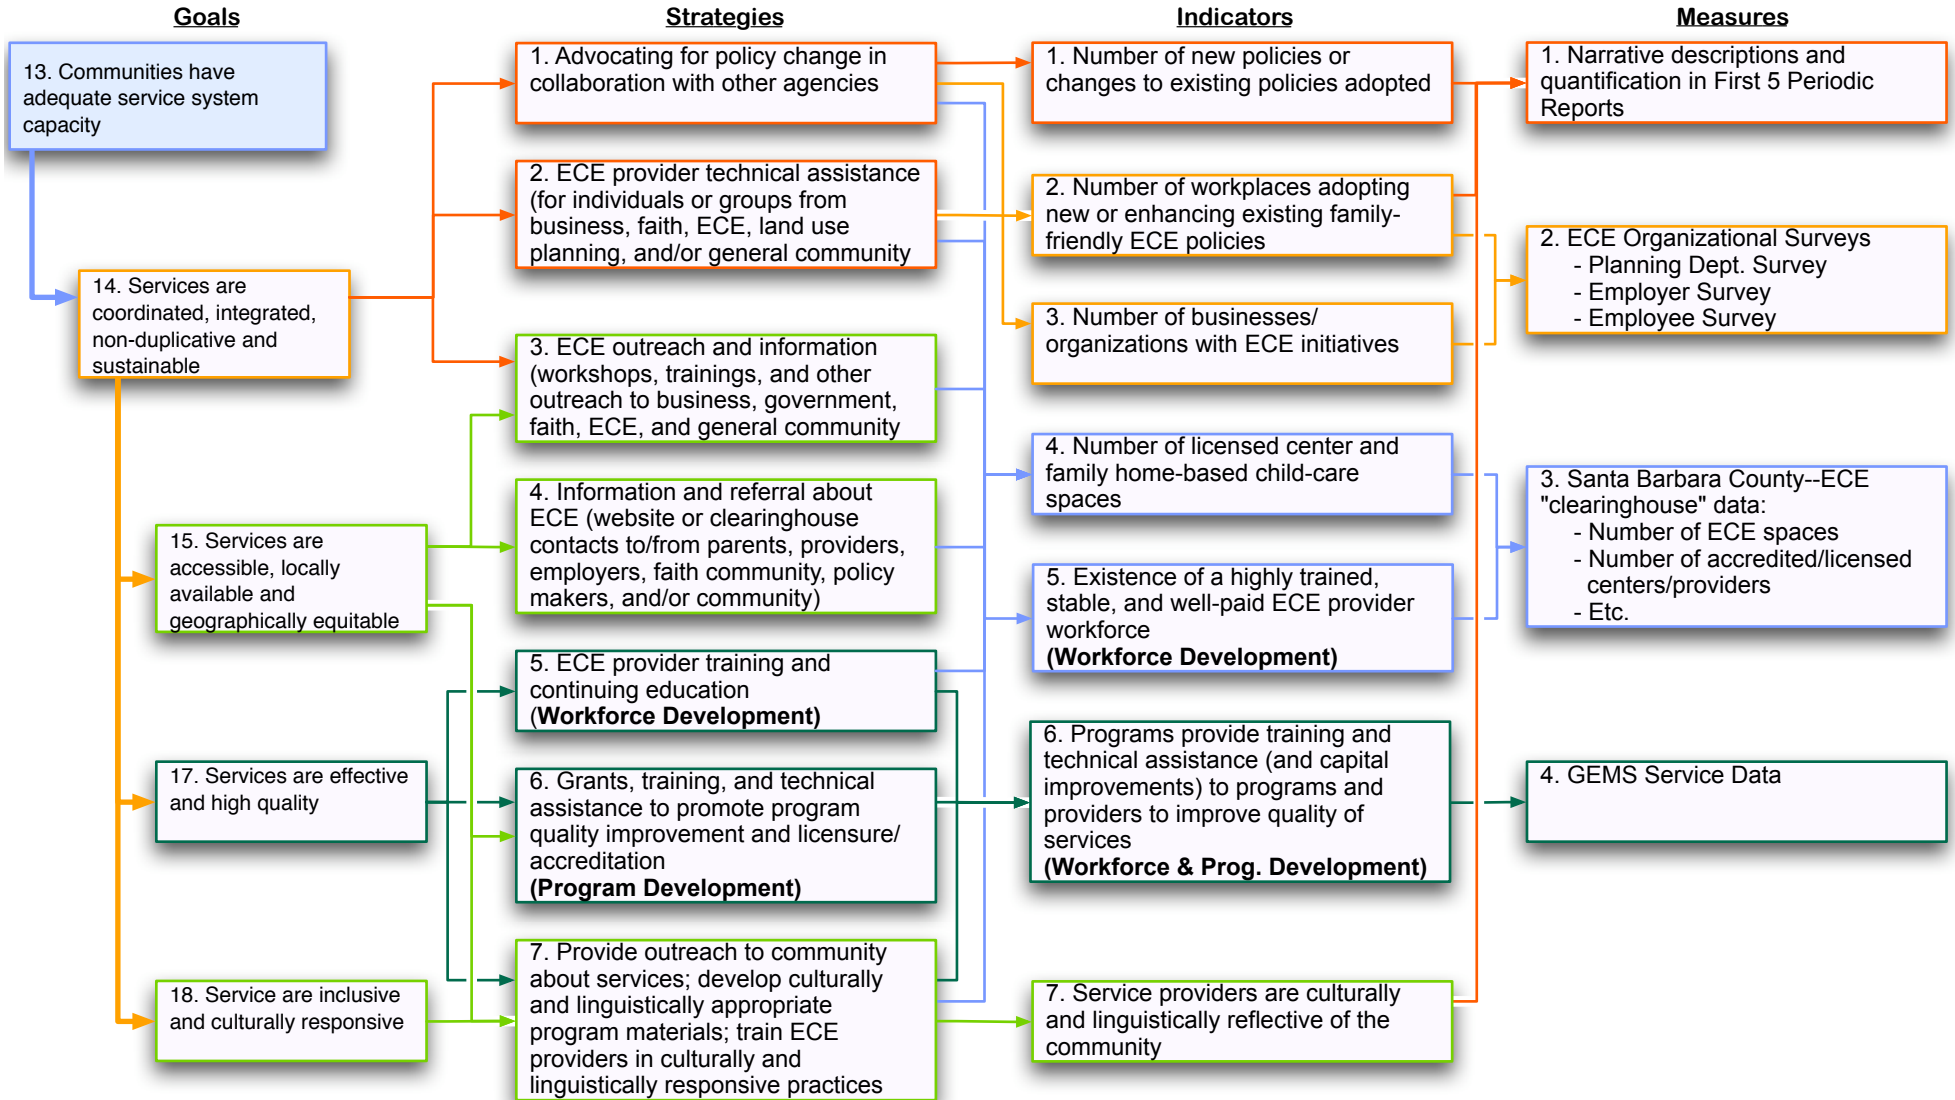 Goals
Strategies
Indicators
Measures
13. Communities have
adequate service system
capacity
14. Services are
coordinated, integrated,
non-duplicative and
sustainable
15. Services are
accessible, locally
available and
geographically equitable
17. Services are effective
and high quality
18. Service are inclusive
and culturally responsive
1. Advocating for policy change in
collaboration with other agencies
2. ECE provider technical assistance
(for individuals or groups from
business, faith, ECE, land use
planning, and/or general community
3. ECE outreach and information
(workshops, trainings, and other
outreach to business, government,
faith, ECE, and general community
4. Information and referral about
ECE (website or clearinghouse
contacts to/from parents, providers,
employers, faith community, policy
makers, and/or community)
5. ECE provider training and
continuing education
(Workforce Development)
6. Grants, training, and technical
assistance to promote program
quality improvement and licensure/
accreditation
(Program Development)
7. Provide outreach to community
about services; develop culturally
and linguistically appropriate
program materials; train ECE
providers in culturally and
linguistically responsive practices
1. Number of new policies or
changes to existing policies adopted
2. Number of workplaces adopting
new or enhancing existing family-
friendly ECE policies
3. Number of businesses/
organizations with ECE initiatives
4. Number of licensed center and
family home-based child-care
spaces
5. Existence of a highly trained,
stable, and well-paid ECE provider
workforce
(Workforce Development)
6. Programs provide training and
technical assistance (and capital
improvements) to programs and
providers to improve quality of
services
(Workforce & Prog. Development)
7. Service providers are culturally
and linguistically reflective of the
community
1. Narrative descriptions and
quantification in First 5 Periodic
Reports
2. ECE Organizational Surveys
- Planning Dept. Survey
- Employer Survey
- Employee Survey
3. Santa Barbara County--ECE
"clearinghouse" data:
- Number of ECE spaces
- Number of accredited/licensed
centers/providers
- Etc.
4. GEMS Service Data